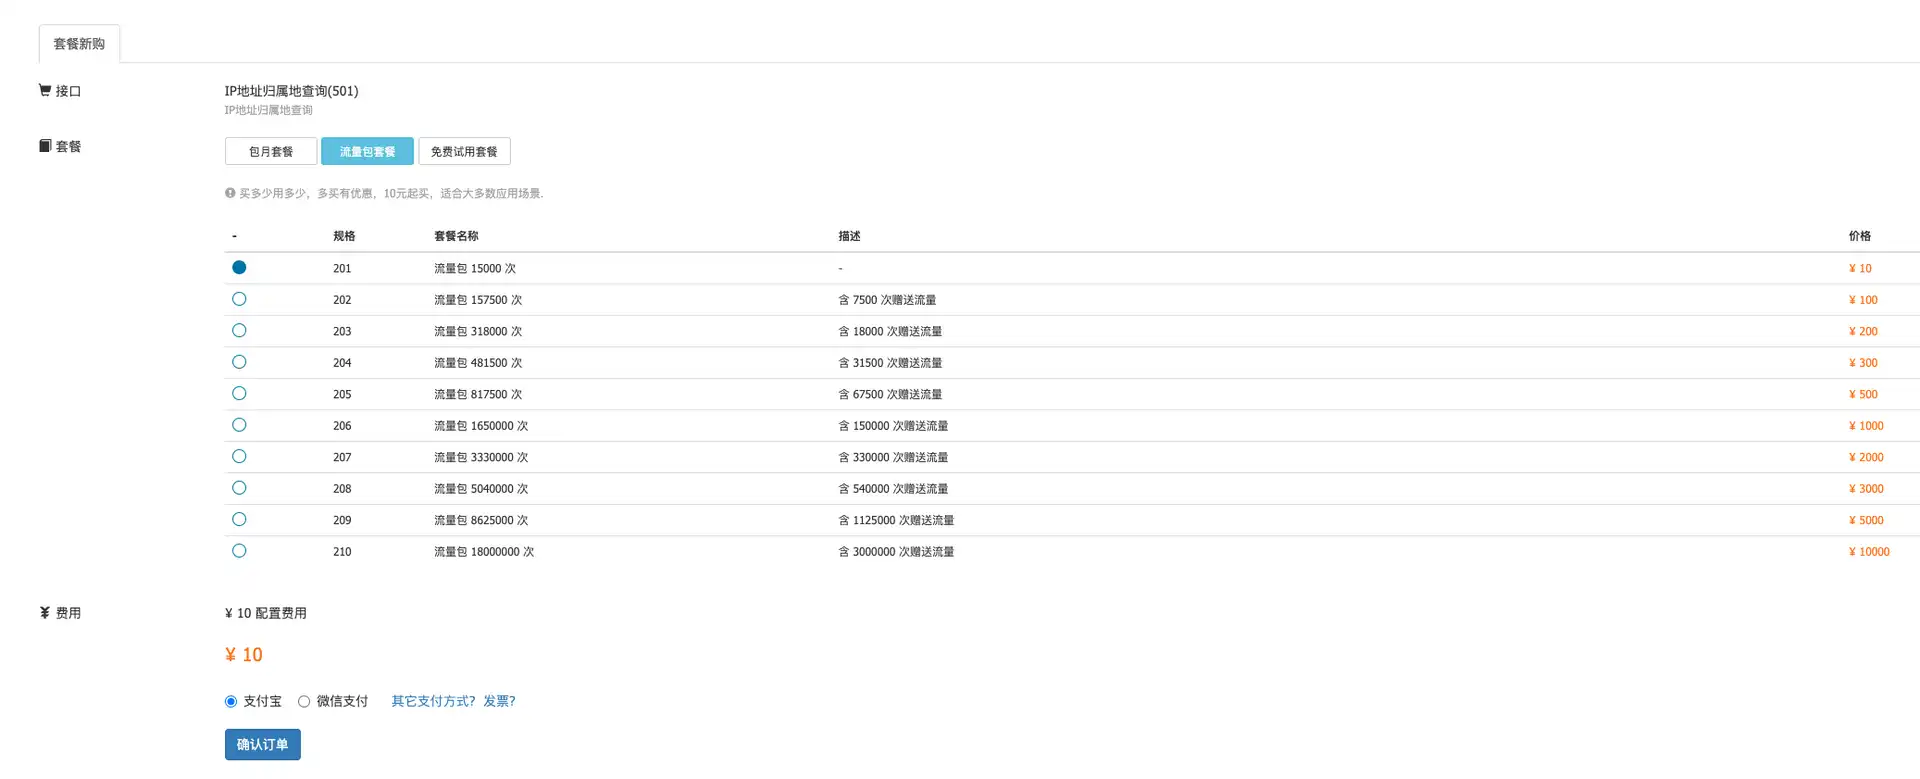 套餐新购
接口
IP地址归属地查询(501)
IP地址归属地查询
套餐
包月套餐 流量包套餐 免费试用套餐
买多少用多少，多买有优惠，10元起买，适合大多数应用场景.
- 规格 套餐名称 描述 价格
201 流量包 15000 次 - ¥ 10
202 流量包 157500 次 含 7500 次赠送流量 ¥ 100
203 流量包 318000 次 含 18000 次赠送流量 ¥ 200
204 流量包 481500 次 含 31500 次赠送流量 ¥ 300
205 流量包 817500 次 含 67500 次赠送流量 ¥ 500
206 流量包 1650000 次 含 150000 次赠送流量 ¥ 1000
207 流量包 3330000 次 含 330000 次赠送流量 ¥ 2000
208 流量包 5040000 次 含 540000 次赠送流量 ¥ 3000
209 流量包 8625000 次 含 1125000 次赠送流量 ¥ 5000
210 流量包 18000000 次 含 3000000 次赠送流量 ¥ 10000
¥ 费用
¥ 10 配置费用
¥ 10
支付宝 微信支付 其它支付方式? 发票?
确认订单